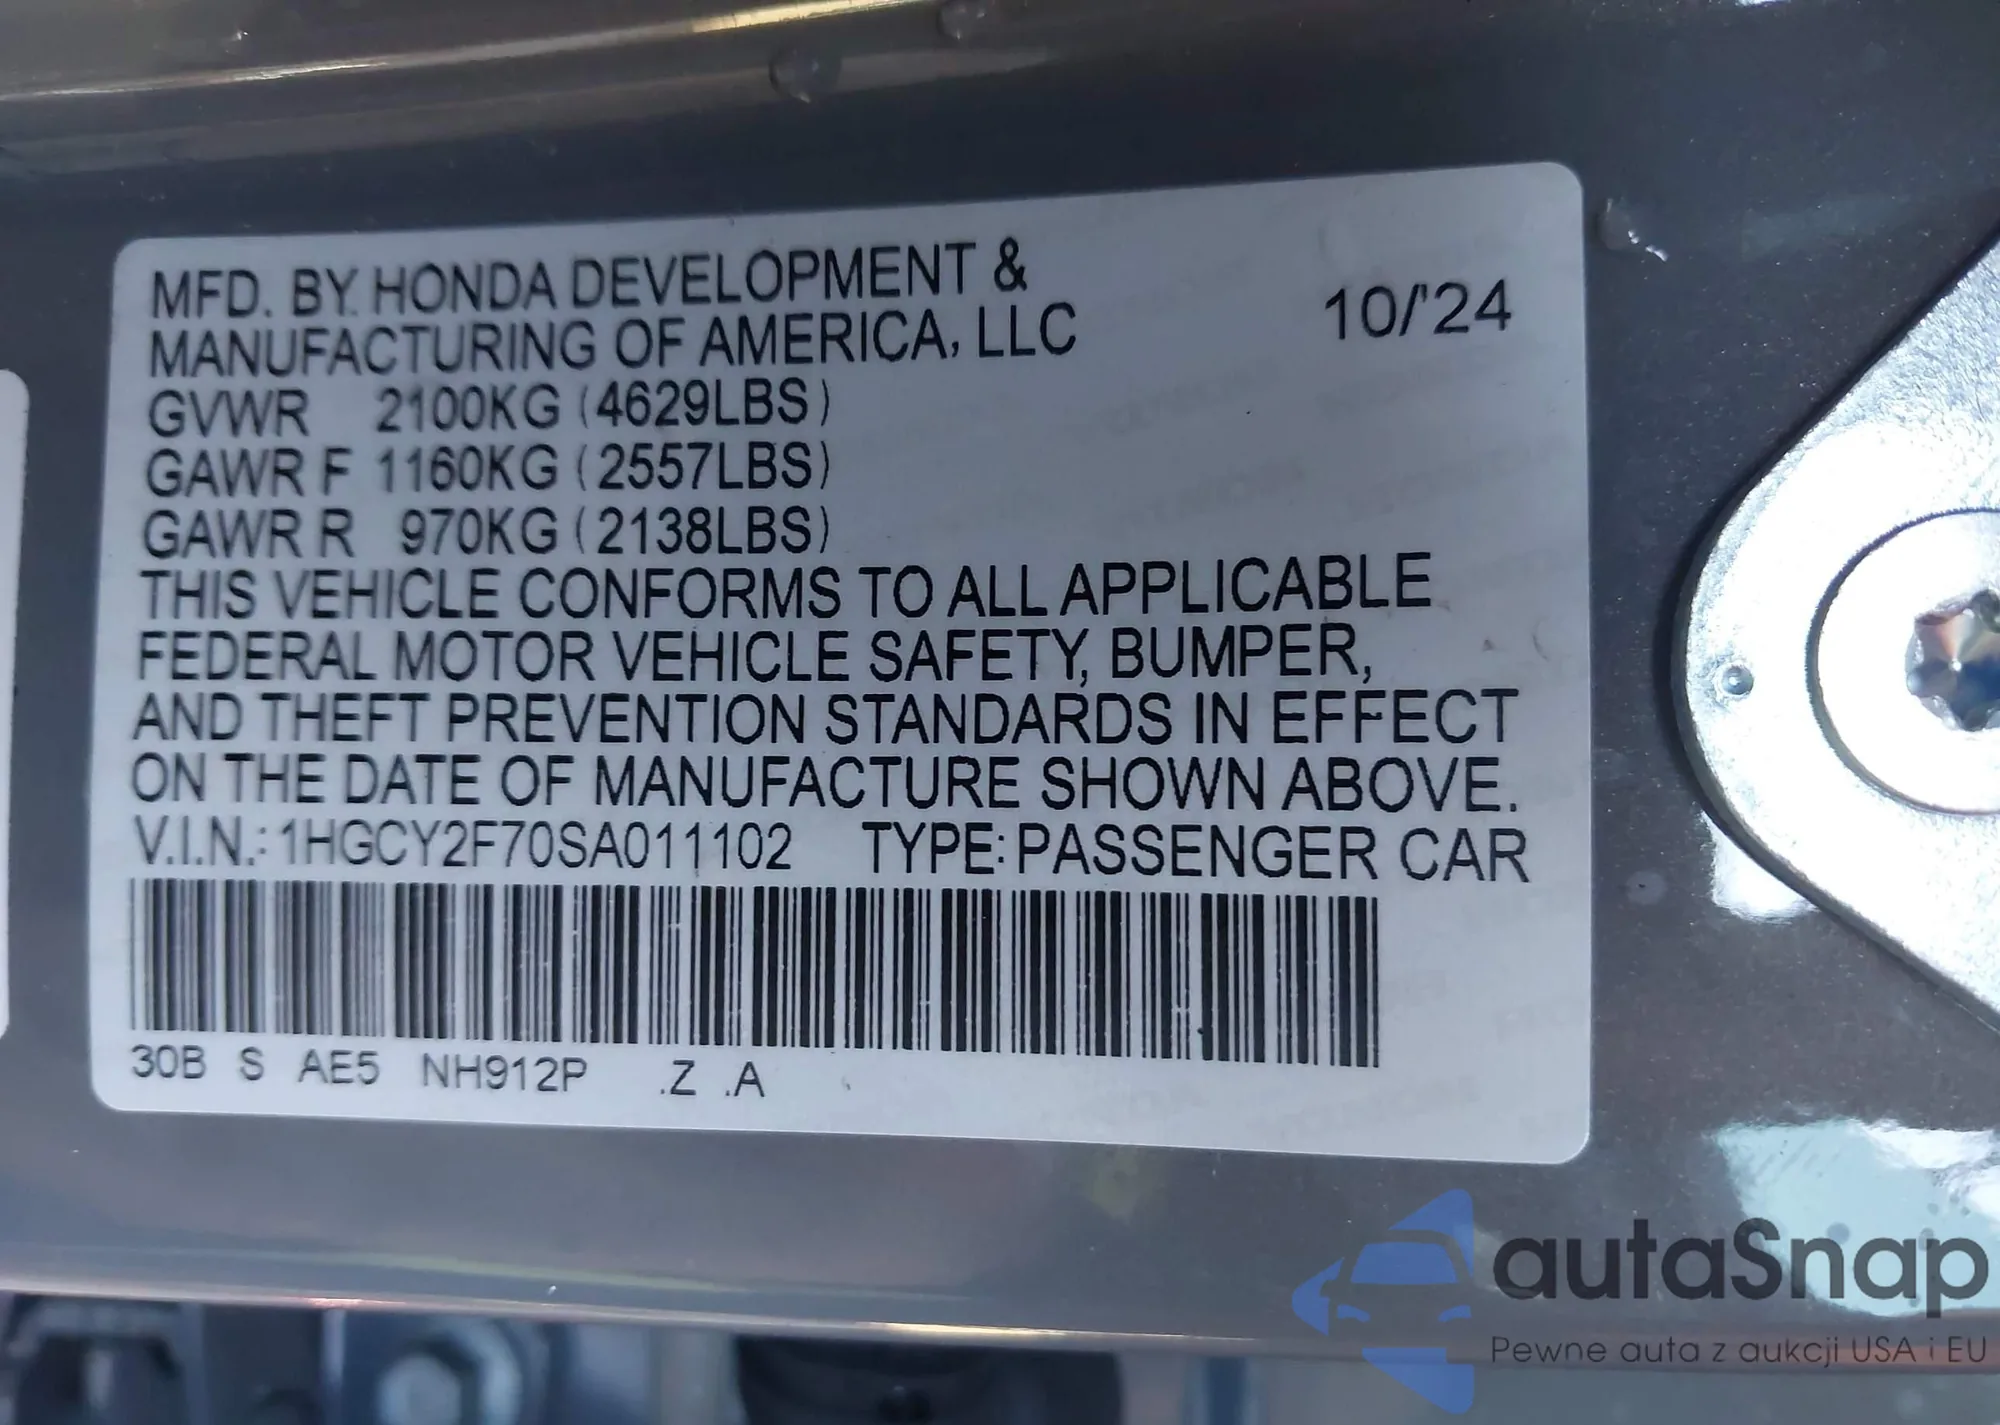 MFD. BY HONDA DEVELOPMENT &
MANUFACTURING OF AMERICA, LLC
10/'24
GVWR 2100KG (4629LBS)
GAWR F 1160KG (2557LBS)
GAWR R 970KG (2138LBS)
THIS VEHICLE CONFORMS TO ALL APPLICABLE
FEDERAL MOTOR VEHICLE SAFETY, BUMPER,
AND THEFT PREVENTION STANDARDS IN EFFECT
ON THE DATE OF MANUFACTURE SHOWN ABOVE.
V.I.N.: 1HGCY2F70SA011102 TYPE: PASSENGER CAR
30B S AE5 NH912P .Z .A
autaSnap
Pewne auta z aukcji USA i EU